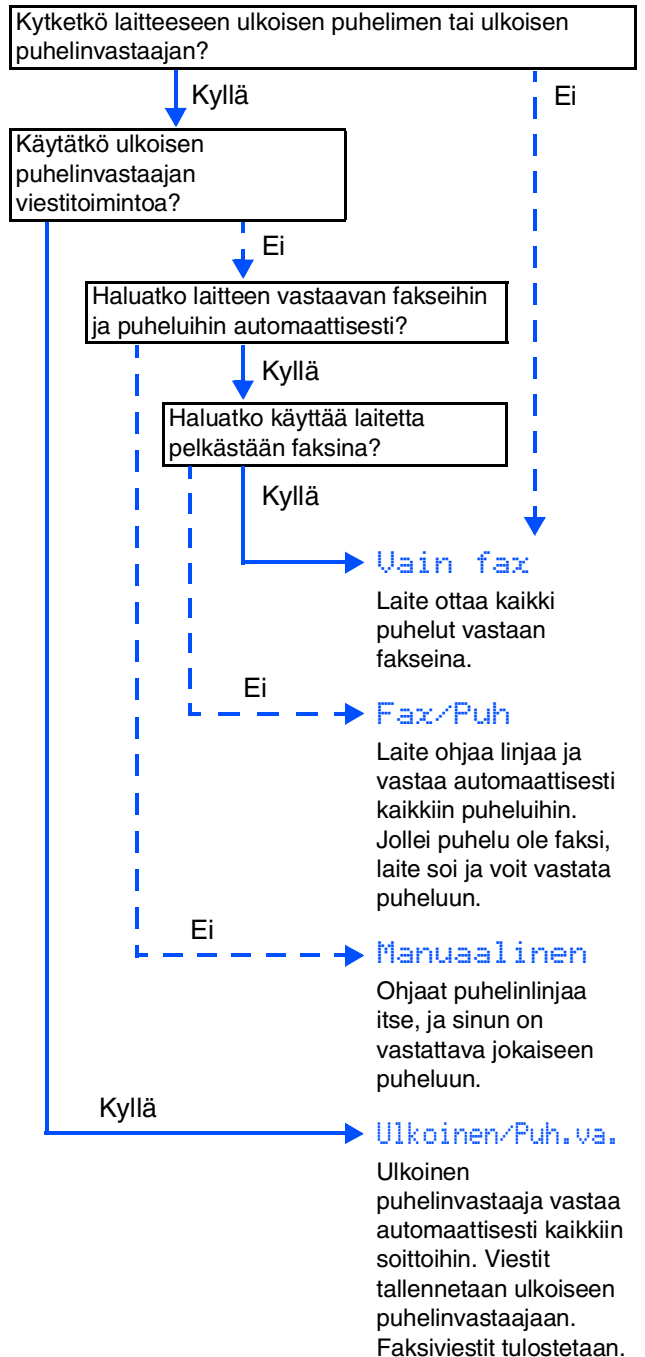 Kytketkö laitteeseen ulkoisen puhelimen tai ulkoisen
puhelinvastaajan?
Kyllä
Ei
Käytätkö ulkoisen
puhelinvastaajan
viestitoimintoa?
Ei
Haluatko laitteen vastaavan fakseihin
ja puheluihin automaattisesti?
Kyllä
Haluatko käyttää laitetta
pelkästään faksina?
Kyllä
Vain fax
Laite ottaa kaikki
puhelut vastaan
fakseina.
Ei
Fax/Puh
Laite ohjaa linjaa ja
vastaa automaattisesti
kaikkiin puheluihin.
Jollei puhelu ole faksi,
laite soi ja voit vastata
puheluun.
Ei
Manuaalinen
Ohjaat puhelinlinjaa
itse, ja sinun on
vastattava jokaiseen
puheluun.
Kyllä
Ulkoinen/Puh.va.
Ulkoinen
puhelinvastaaja vastaa
automaattisesti kaikkiin
soittoihin. Viestit
tallennetaan ulkoiseen
puhelinvastaajaan.
Faksiviestit tulostetaan.